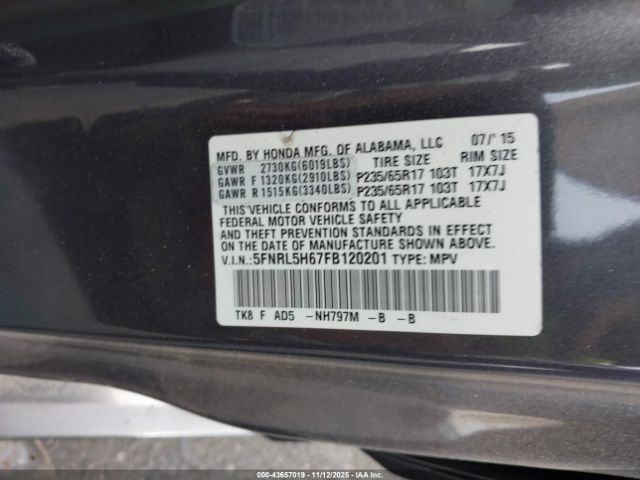 MFD. BY HONDA MFG. OF ALABAMA, LLC 07/'15
GVWR 2730KG(6019LBS) TIRE SIZE RIM SIZE
GAWR F 1320KG(2910LBS) P235/65R17 103T 17X7J
GAWR R 1515KG(3340LBS) P235/65R17 103T 17X7J
THIS VEHICLE CONFORMS TO ALL APPLICABLE
FEDERAL MOTOR VEHICLE SAFETY
AND THEFT PREVENTION STANDARDS IN EFFECT
ON THE DATE OF MANUFACTURE SHOWN ABOVE.
V.I.N.:5FNRL5H67FB120201 TYPE: MPV
TK8 F AD5 -NH797M -B -B
IAAI: 43657019 11/12/2025 IAA Inc.